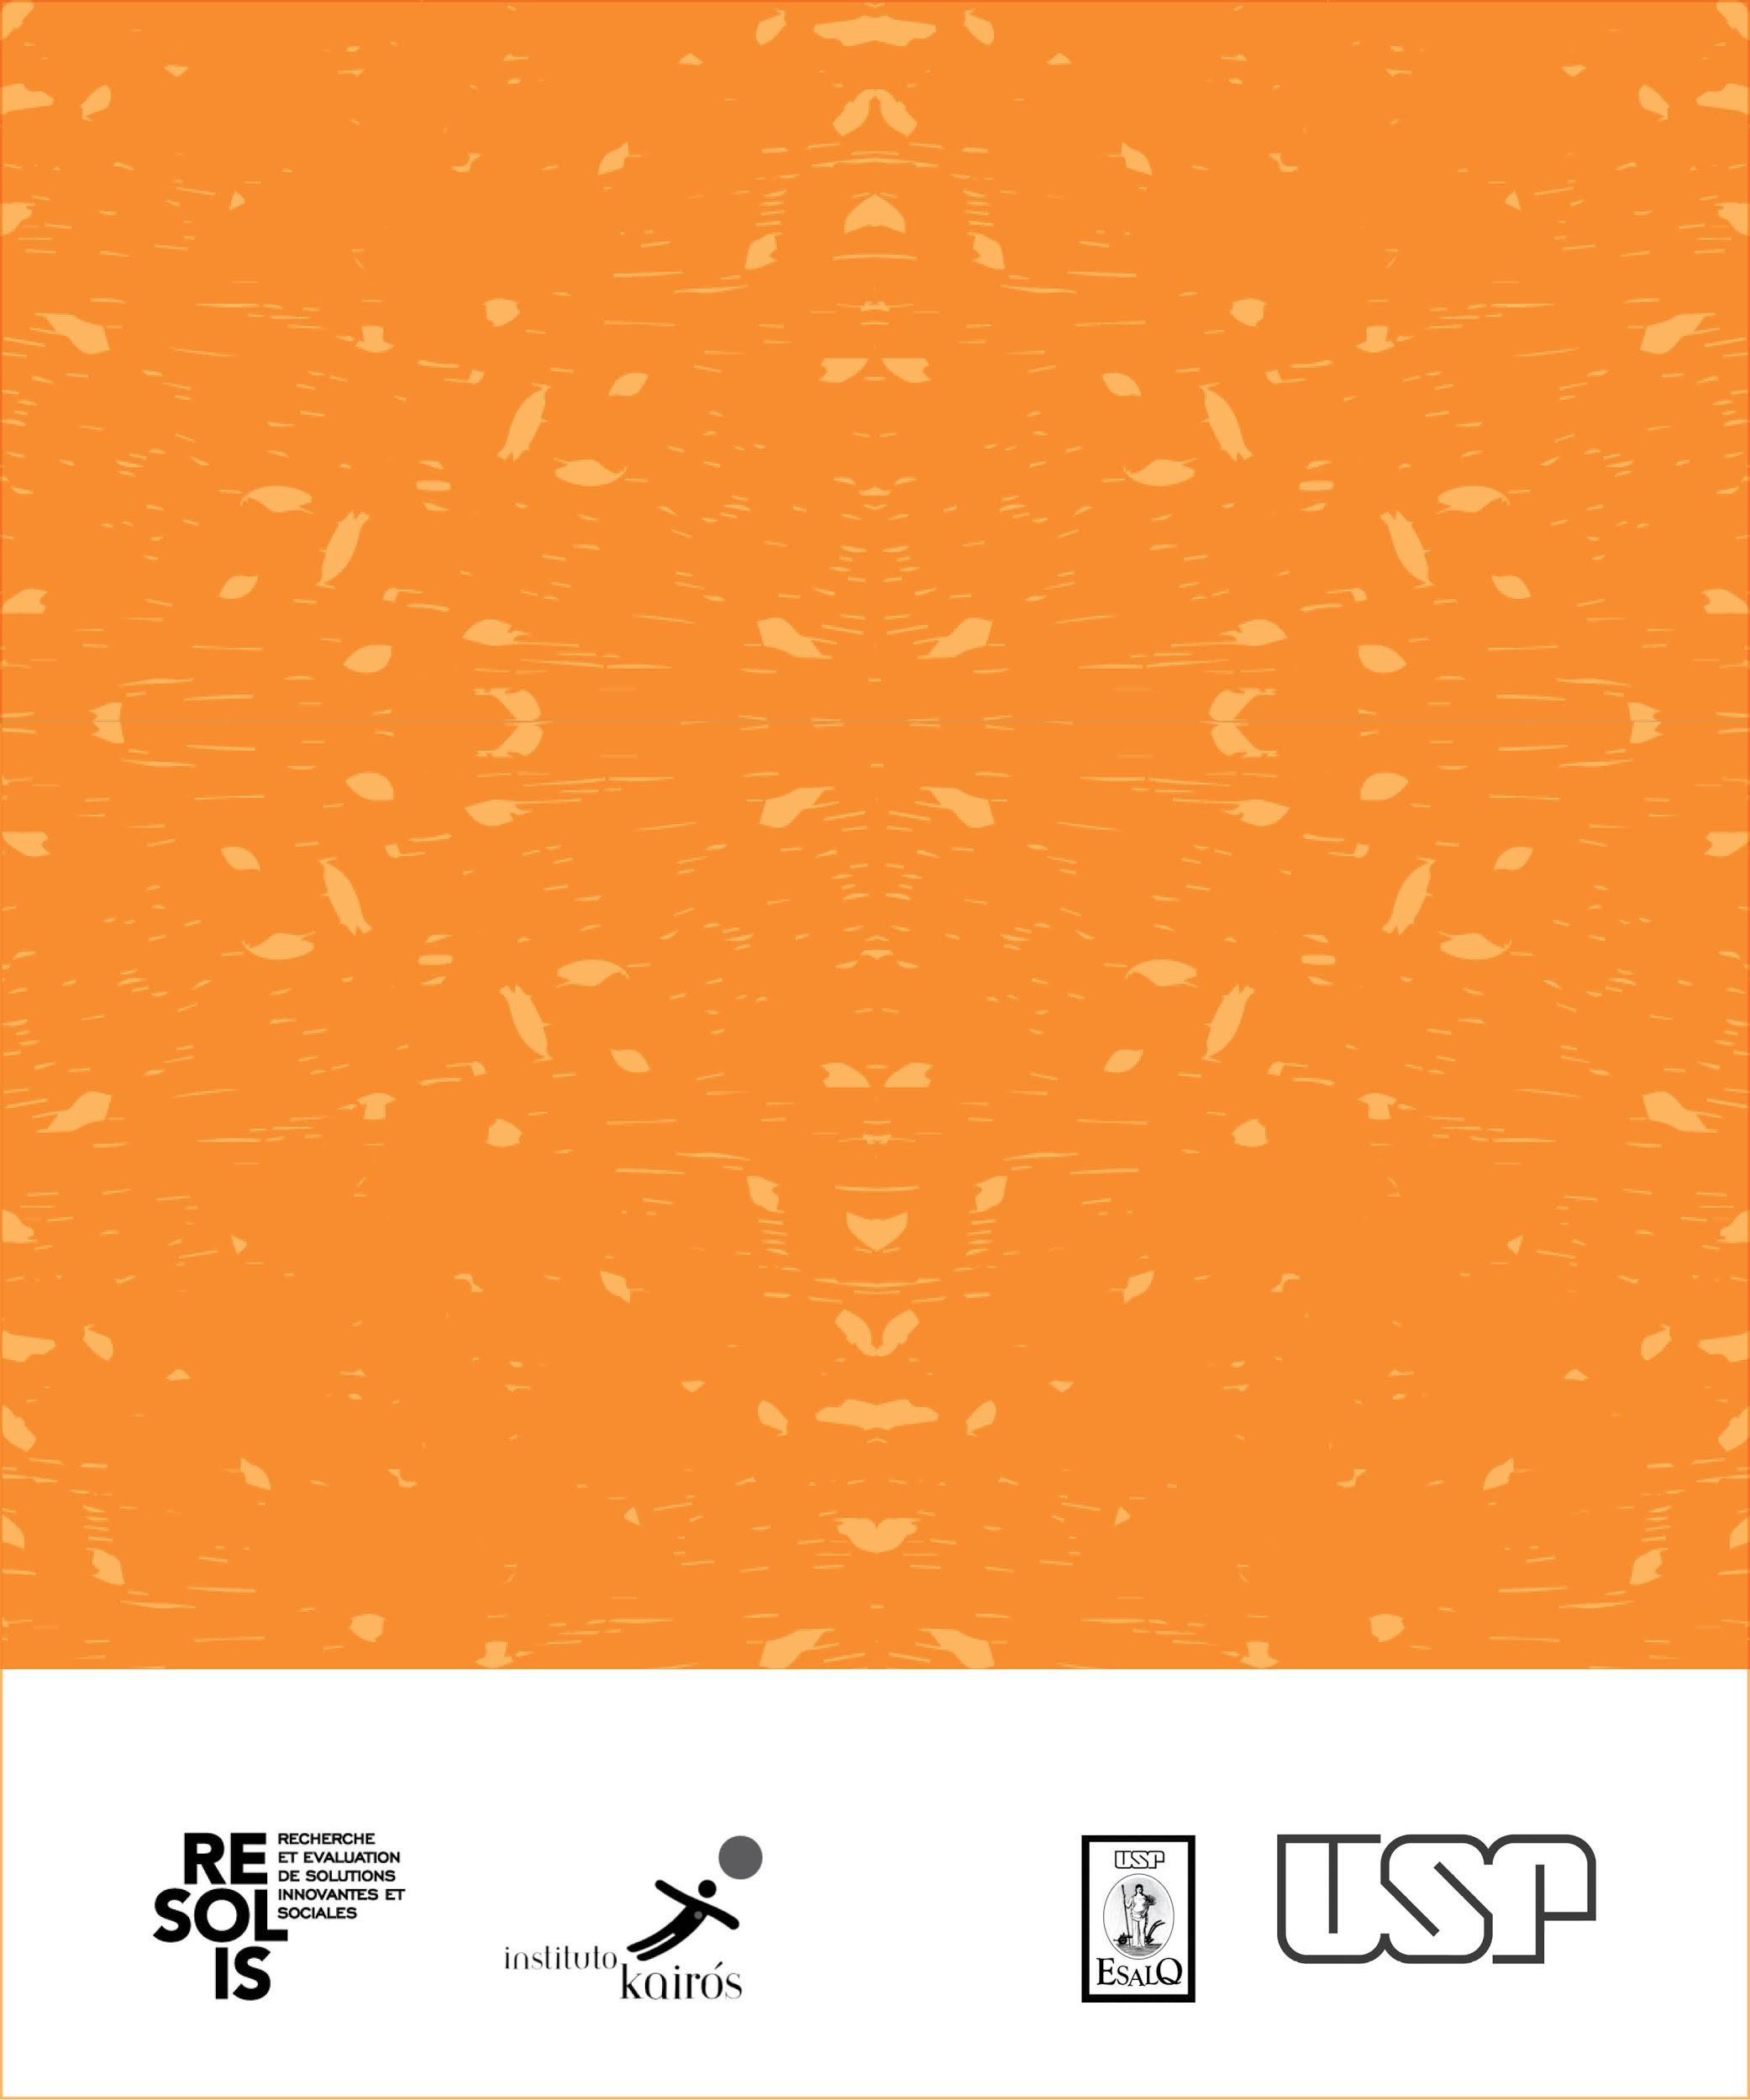 RE
SOL
IS
RECHERCHE
ET EVALUATION
DE SOLUTIONS
INNOVANTES ET
SOCIALES
instituto
kairós
USP
ESALQ
USP